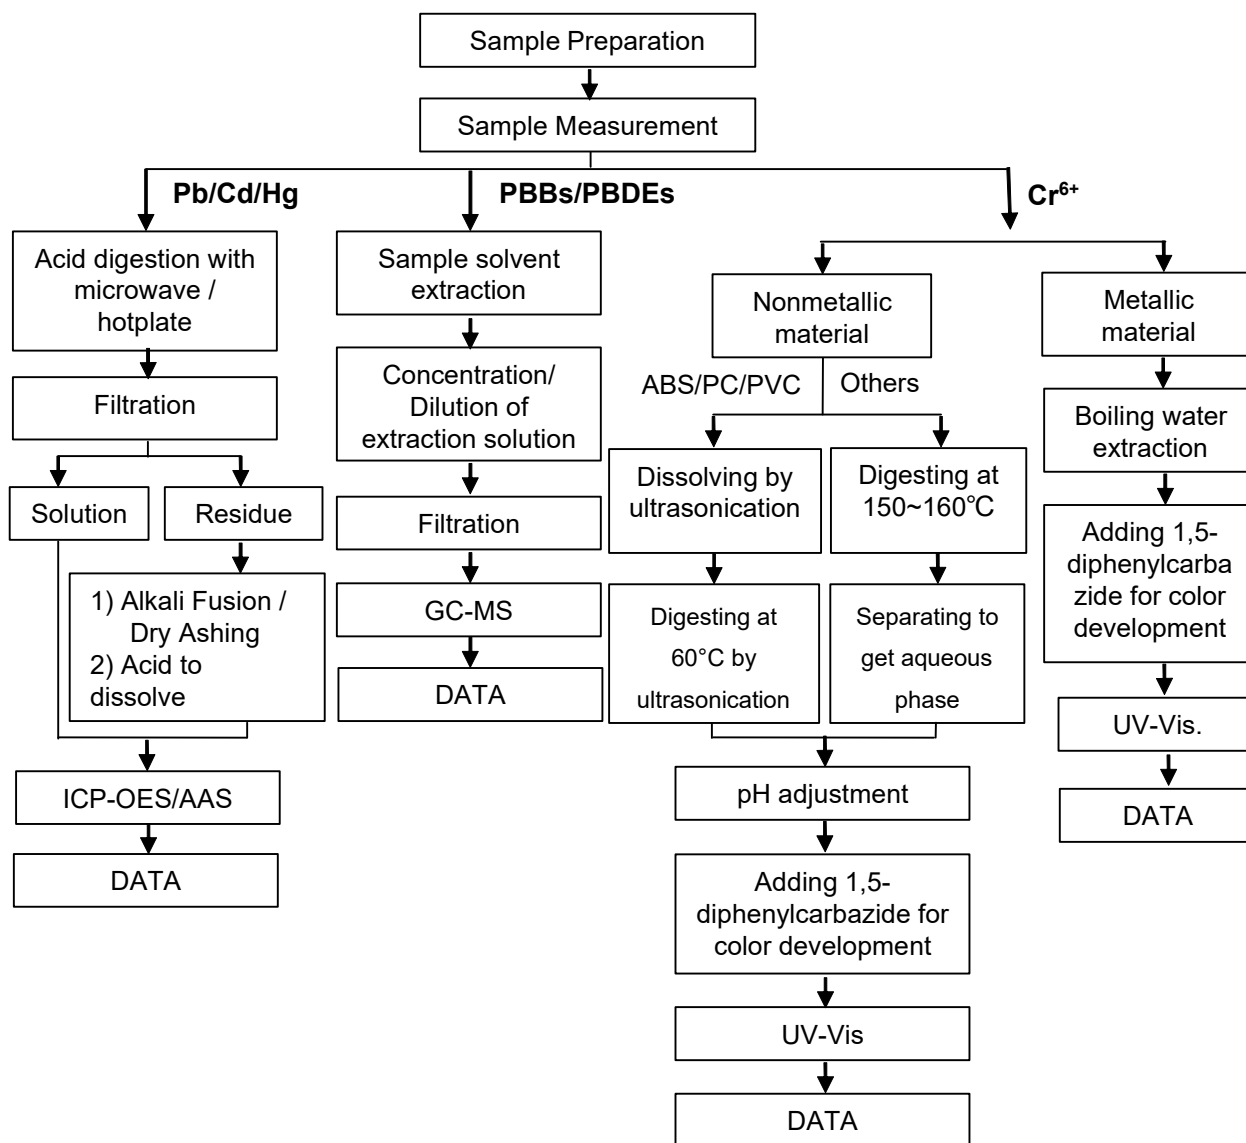 Sample Preparation
Sample Measurement
Pb/Cd/Hg
PBBs/PBDEs
Cr⁶⁺
Acid digestion with
microwave /
hotplate
Filtration
Solution
Residue
1) Alkali Fusion /
Dry Ashing
2) Acid to
dissolve
ICP-OES/AAS
DATA
Sample solvent
extraction
Concentration/
Dilution of
extraction solution
Filtration
GC-MS
DATA
Nonmetallic
material
ABS/PC/PVC
Others
Dissolving by
ultrasonication
Digesting at
60°C by
ultrasonication
Digesting at
150~160℃
Separating to
get aqueous
phase
pH adjustment
Adding 1,5-
diphenylcarbazide for
color development
UV-Vis
DATA
Metallic
material
Boiling water
extraction
Adding 1,5-
diphenylcarba
zide for color
development
UV-Vis.
DATA